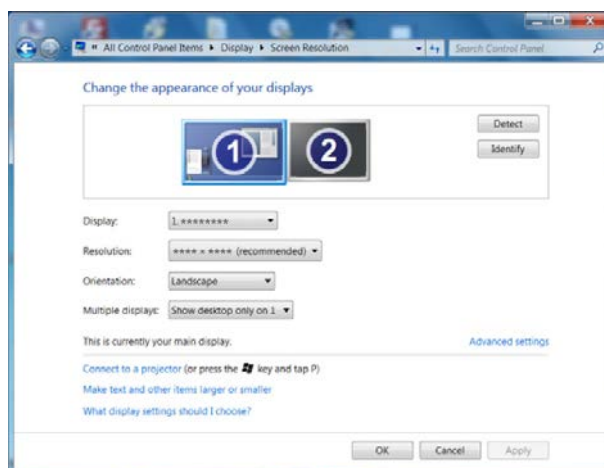 « All Control Panel Items ▸ Display ▸ Screen Resolution
Search Control Panel
Change the appearance of your displays
1
2
Detect
Identify
Display: 1. ********
Resolution: **** × **** (recommended)
Orientation: Landscape
Multiple displays: Show desktop only on 1
This is currently your main display.
Advanced settings
Connect to a projector (or press the key and tap P)
Make text and other items larger or smaller
What display settings should I choose?
OK Cancel Apply